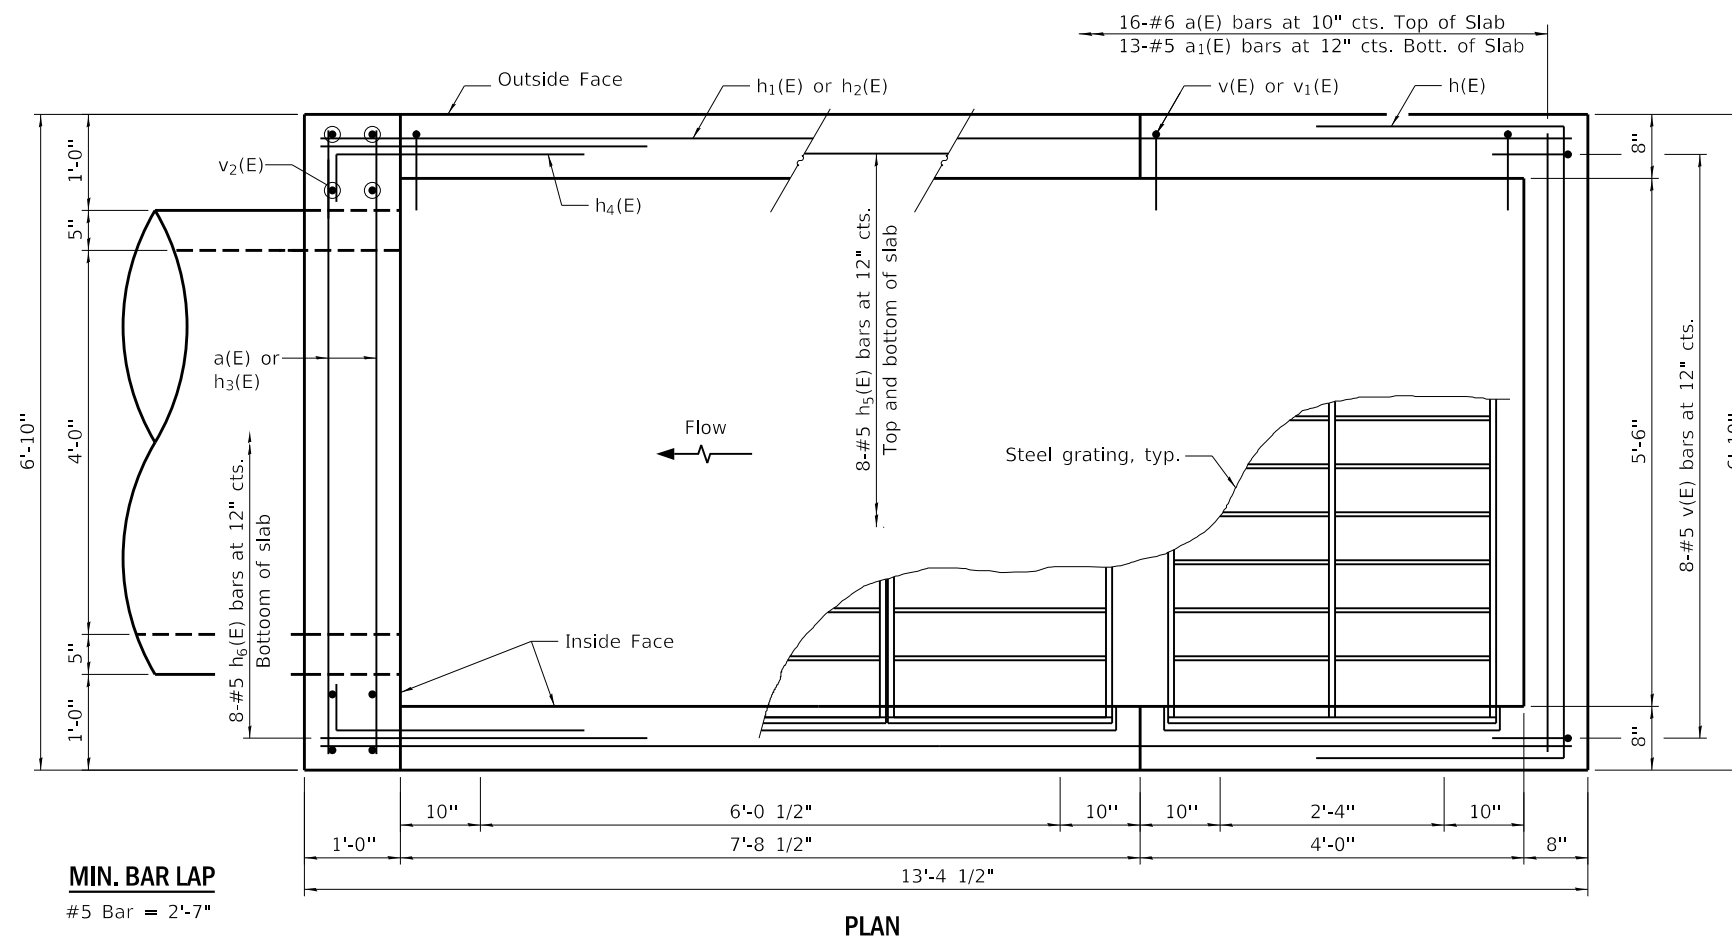 16-#6 a(E) bars at 10" cts. Top of Slab
13-#5 a₁(E) bars at 12" cts. Bott. of Slab
Outside Face
h₁(E) or h₂(E)
v(E) or v₁(E)
h(E)
v₂(E)
h₄(E)
1'-0"
5"
4'-0"
5"
1'-0"
6'-10"
a(E) or
h₃(E)
8-#5 h₆(E) bars at 12" cts.
Bottoom of slab
Flow
8-#5 h₅(E) bars at 12" cts.
Top and bottom of slab
Steel grating, typ.
Inside Face
8"
5'-6"
8"
8-#5 v(E) bars at 12" cts.
10"
6'-0 1/2"
10"
10"
2'-4"
10"
1'-0"
7'-8 1/2"
4'-0"
8"
13'-4 1/2"
MIN. BAR LAP
#5 Bar = 2'-7"
PLAN